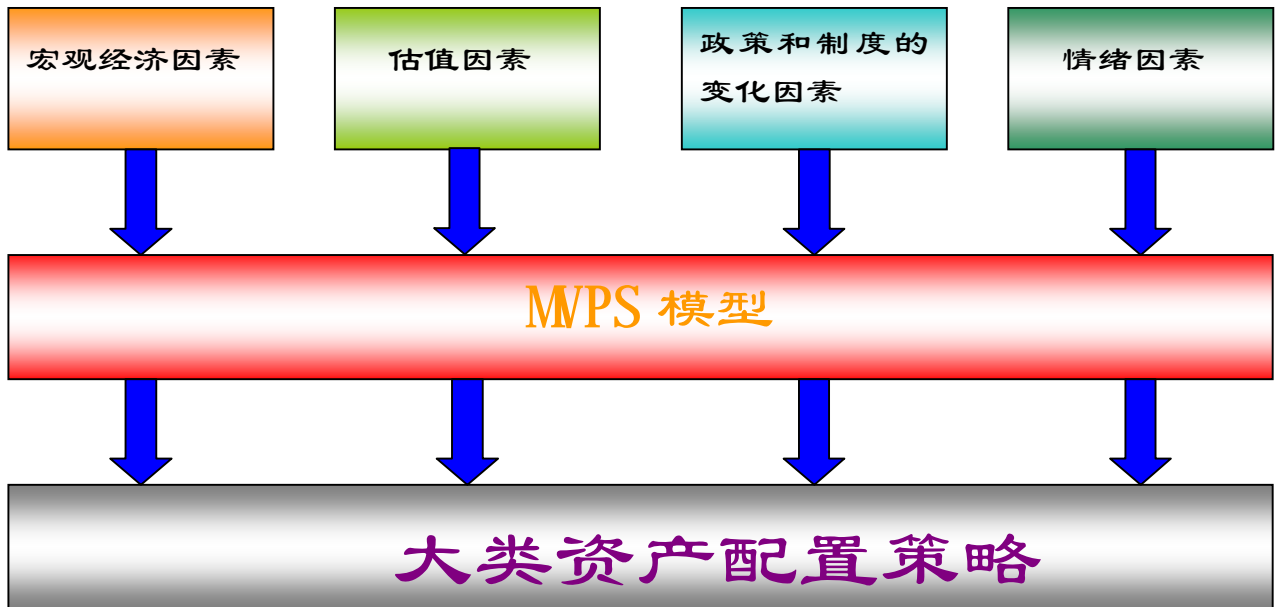 宏观经济因素
估值因素
政策和制度的
变化因素
情绪因素
MVPS 模型
大类资产配置策略